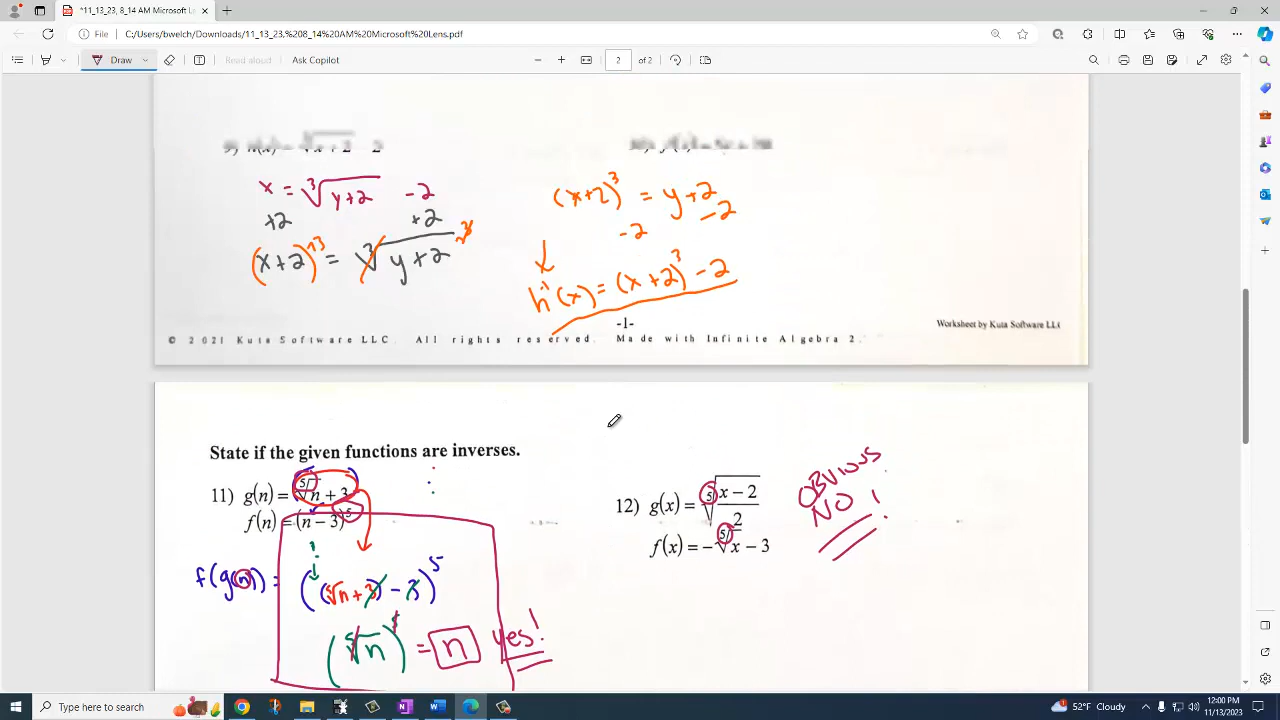 *11_13_23, 8_14 AM Microsoft Lens.
File C:/Users/bwelch/Downloads/11_13_23,%208_14%20AM%20Microsoft%20Lens.pdf
Draw Read aloud Ask Copilot 2 of 2
x = ∛(y+2) -2
+2 +2
(x+2)^3 = ∛(y+2)^3
(x+2)^3 = y+2
-2 -2
h^-1(x) = (x+2)^3 - 2
-1-
© 2021 Kuta Software LLC. All rights reserved. Made with Infinite Algebra 2.
Worksheet by Kuta Software LLC
State if the given functions are inverses.
11) g(n) = ⁵√n + 3
f(n) = (n − 3)^5
f(g(n)) = ((⁵√n + 3) - 3)^5
(⁵√n)^5 = n yes!
12) g(x) = ⁵√((x − 2)/2)
f(x) = −⁵√x − 3
OBVIOUS
NO!
Type here to search
52°F Cloudy
12:00 PM
11/13/2023